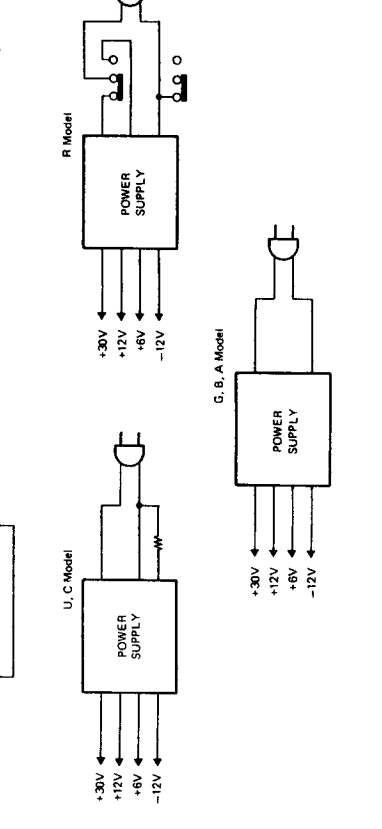 R Model
POWER
SUPPLY
+30V
+12V
+6V
−12V
U, C Model
POWER
SUPPLY
+30V
+12V
+6V
−12V
G, B, A Model
POWER
SUPPLY
+30V
+12V
+6V
−12V